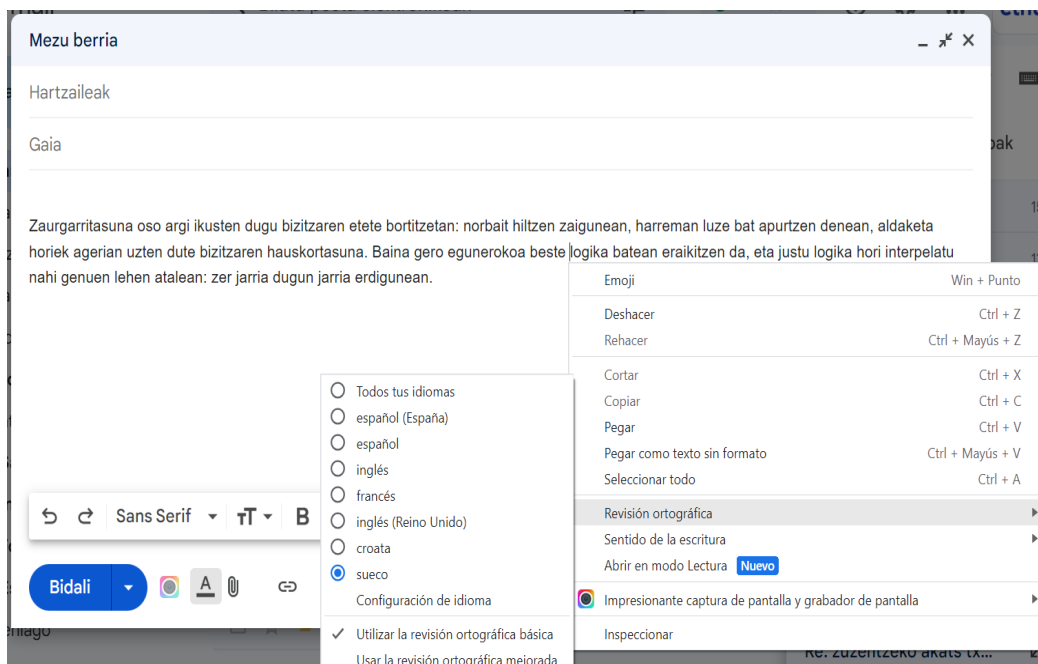 Mezu berria
Hartzaileak
Gaia
Zaurgarritasuna oso argi ikusten dugu bizitzaren etete bortitzetan: norbait hiltzen zaigunean, harreman luze bat apurtzen denean, aldaketa
horiek agerian uzten dute bizitzaren hauskortasuna. Baina gero egunerokoa beste logika batean eraikitzen da, eta justu logika hori interpelatu
nahi genuen lehen atalean: zer jarria dugun jarria erdigunean.
Emoji Win + Punto
Deshacer Ctrl + Z
Rehacer Ctrl + Mayús + Z
Cortar Ctrl + X
Copiar Ctrl + C
Pegar Ctrl + V
Pegar como texto sin formato Ctrl + Mayús + V
Seleccionar todo Ctrl + A
Revisión ortográfica
Sentido de la escritura
Abrir en modo Lectura Nuevo
Impresionante captura de pantalla y grabador de pantalla
Inspeccionar
Todos tus idiomas
español (España)
español
inglés
francés
inglés (Reino Unido)
croata
sueco
Configuración de idioma
Utilizar la revisión ortográfica básica
Usar la revisión ortográfica mejorada
Sans Serif
B
Bidali
A
Re: zuzentzeko akats tx...